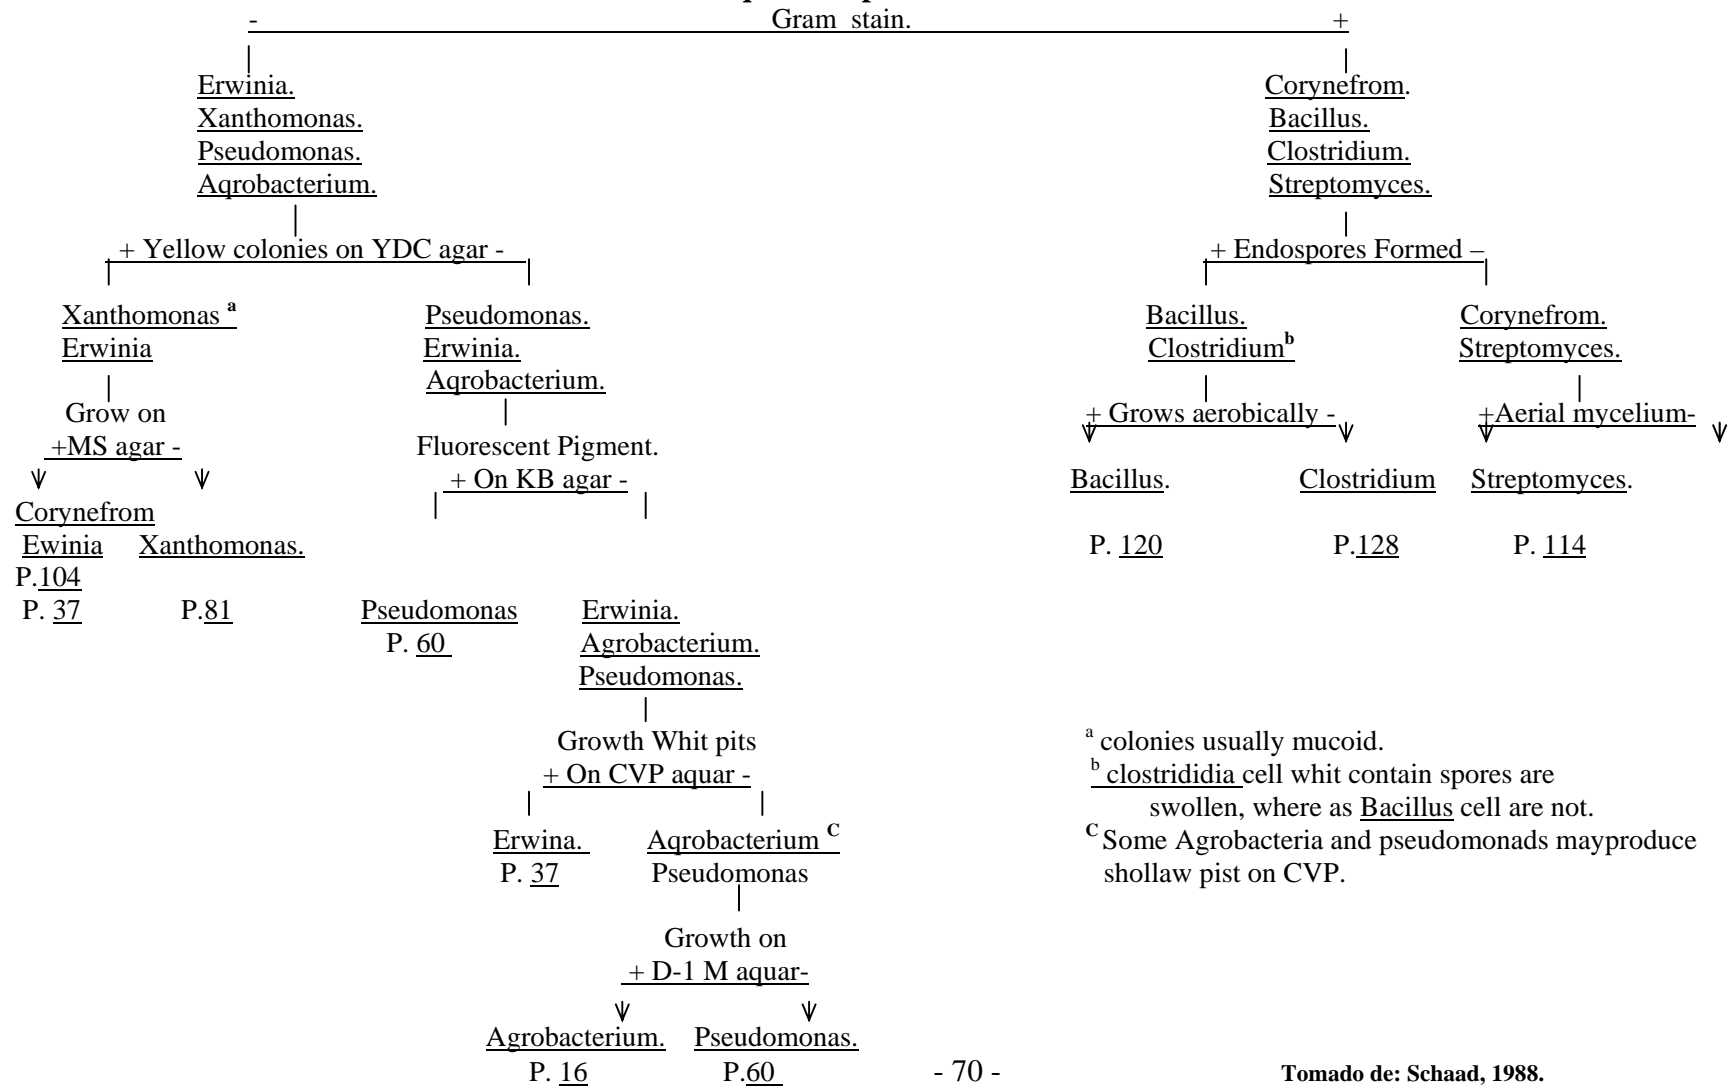 - Gram stain. +
Erwinia. Corynefrom.
Xanthomonas. Bacillus.
Pseudomonas. Clostridium.
Aqrobacterium. Streptomyces.
+ Yellow colonies on YDC agar - + Endospores Formed –
Xanthomonas a Pseudomonas. Bacillus. Corynefrom.
Erwinia Erwinia. Clostridium b Streptomyces.
Aqrobacterium.
Grow on + Grows aerobically - +Aerial mycelium-
+MS agar - Fluorescent Pigment.
+ On KB agar - Bacillus. Clostridium Streptomyces.
Corynefrom
Ewinia Xanthomonas. P. 120 P.128 P. 114
P.104
P. 37 P.81 Pseudomonas Erwinia.
P. 60 Agrobacterium.
Pseudomonas.
Growth Whit pits
+ On CVP aquar -
Erwina. Aqrobacterium C
P. 37 Pseudomonas
Growth on
+ D-1 M aquar-
Agrobacterium. Pseudomonas.
P. 16 P.60
a colonies usually mucoid.
b clostrididia cell whit contain spores are
swollen, where as Bacillus cell are not.
C Some Agrobacteria and pseudomonads mayproduce
shollaw pist on CVP.
- 70 - Tomado de: Schaad, 1988.